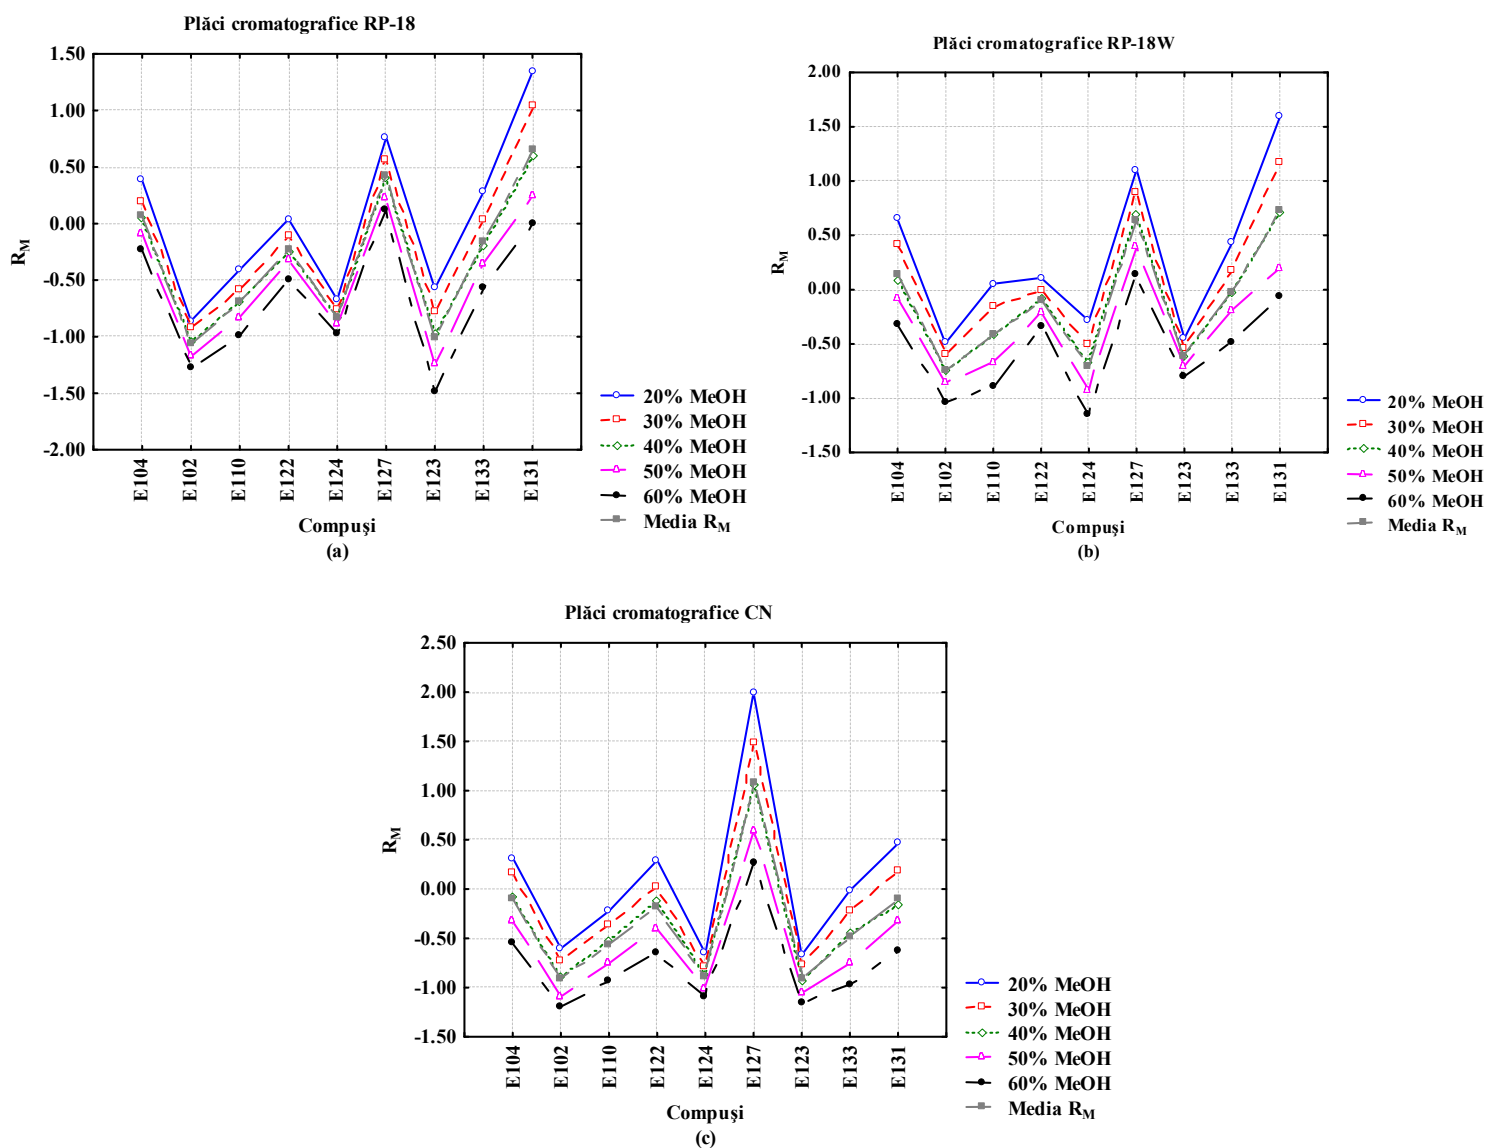 Plăci cromatografice RP-18
1.50
1.00
0.50
0.00
-0.50
-1.00
-1.50
-2.00
R_M
E104
E102
E110
E122
E124
E127
E123
E133
E131
Compuşi
(a)
20% MeOH
30% MeOH
40% MeOH
50% MeOH
60% MeOH
Media R_M
Plăci cromatografice RP-18W
2.00
1.50
1.00
0.50
0.00
-0.50
-1.00
-1.50
R_M
E104
E102
E110
E122
E124
E127
E123
E133
E131
Compuşi
(b)
20% MeOH
30% MeOH
40% MeOH
50% MeOH
60% MeOH
Media R_M
Plăci cromatografice CN
2.50
2.00
1.50
1.00
0.50
0.00
-0.50
-1.00
-1.50
R_M
E104
E102
E110
E122
E124
E127
E123
E133
E131
Compuşi
(c)
20% MeOH
30% MeOH
40% MeOH
50% MeOH
60% MeOH
Media R_M